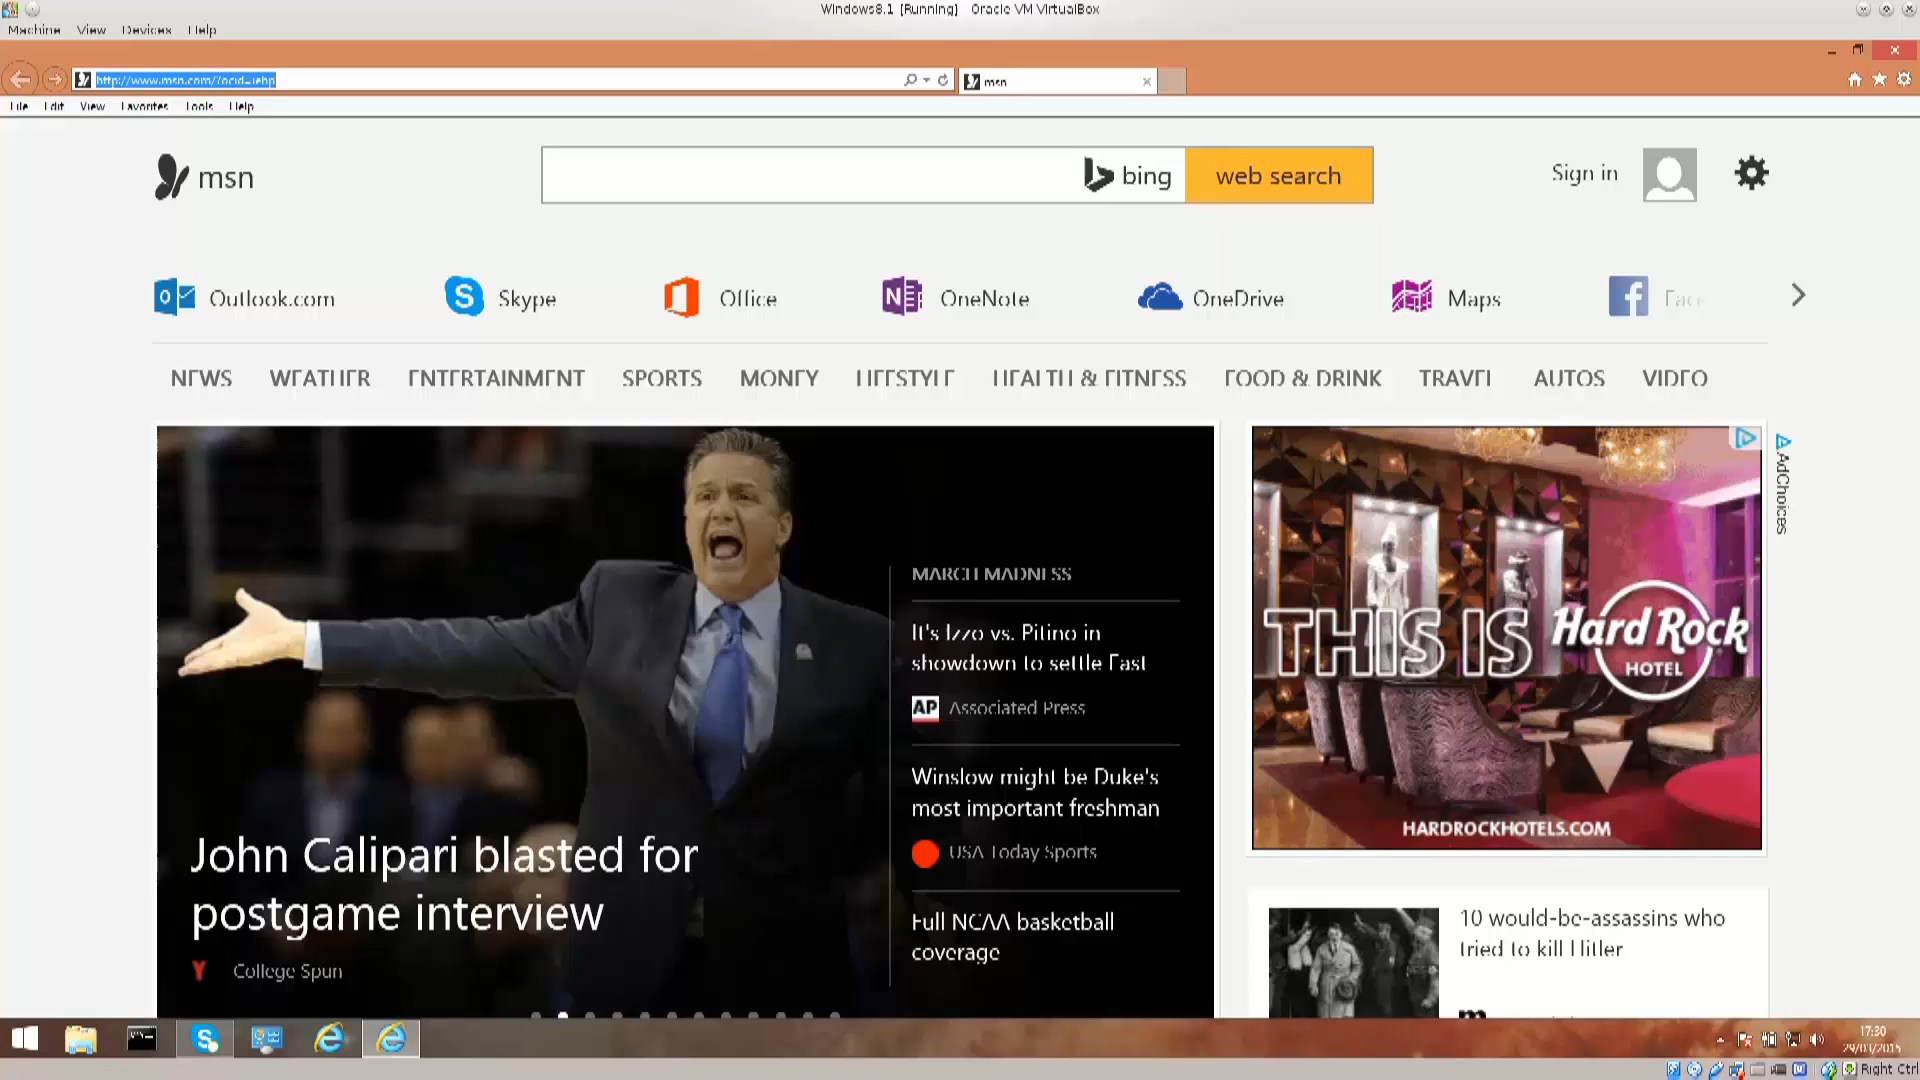 Windows8.1 [Running] Oracle VM VirtualBox
Machine View Devices Help
http://www.msn.com/?ocid=iehp
msn
File Edit View Favorites Tools Help
msn
bing
web search
Sign in
Outlook.com
Skype
Office
OneNote
OneDrive
Maps
Face
NEWS WEATHER ENTERTAINMENT SPORTS MONEY LIFESTYLE HEALTH & FITNESS FOOD & DRINK TRAVEL AUTOS VIDEO
John Calipari blasted for
postgame interview
College Spun
MARCH MADNESS
It's Izzo vs. Pitino in
showdown to settle East
AP Associated Press
Winslow might be Duke's
most important freshman
USA Today Sports
Full NCAA basketball
coverage
AdChoices
THIS IS Hard Rock
HOTEL
HARDROCKHOTELS.COM
10 would-be-assassins who
tried to kill Hitler
17:30
29/03/2015
Right Ctrl